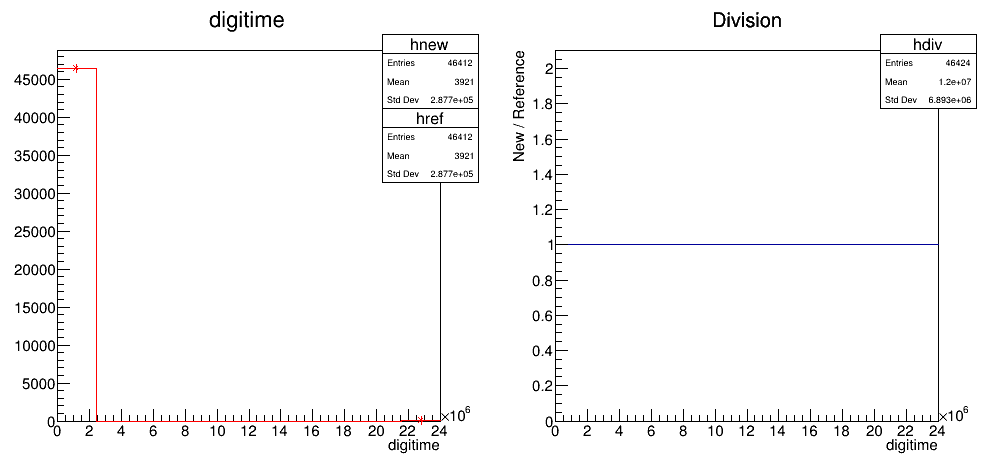 digitime
hnew
Entries 46412
Mean 3921
Std Dev 2.877e+05
href
Entries 46412
Mean 3921
Std Dev 2.877e+05
45000
40000
35000
30000
25000
20000
15000
10000
5000
0
0 2 4 6 8 10 12 14 16 18 20 22 24
×10⁶
digitime
Division
hdiv
Entries 46424
Mean 1.2e+07
Std Dev 6.893e+06
New / Reference
2
1.8
1.6
1.4
1.2
1
0.8
0.6
0.4
0.2
0
0 2 4 6 8 10 12 14 16 18 20 22 24
×10⁶
digitime